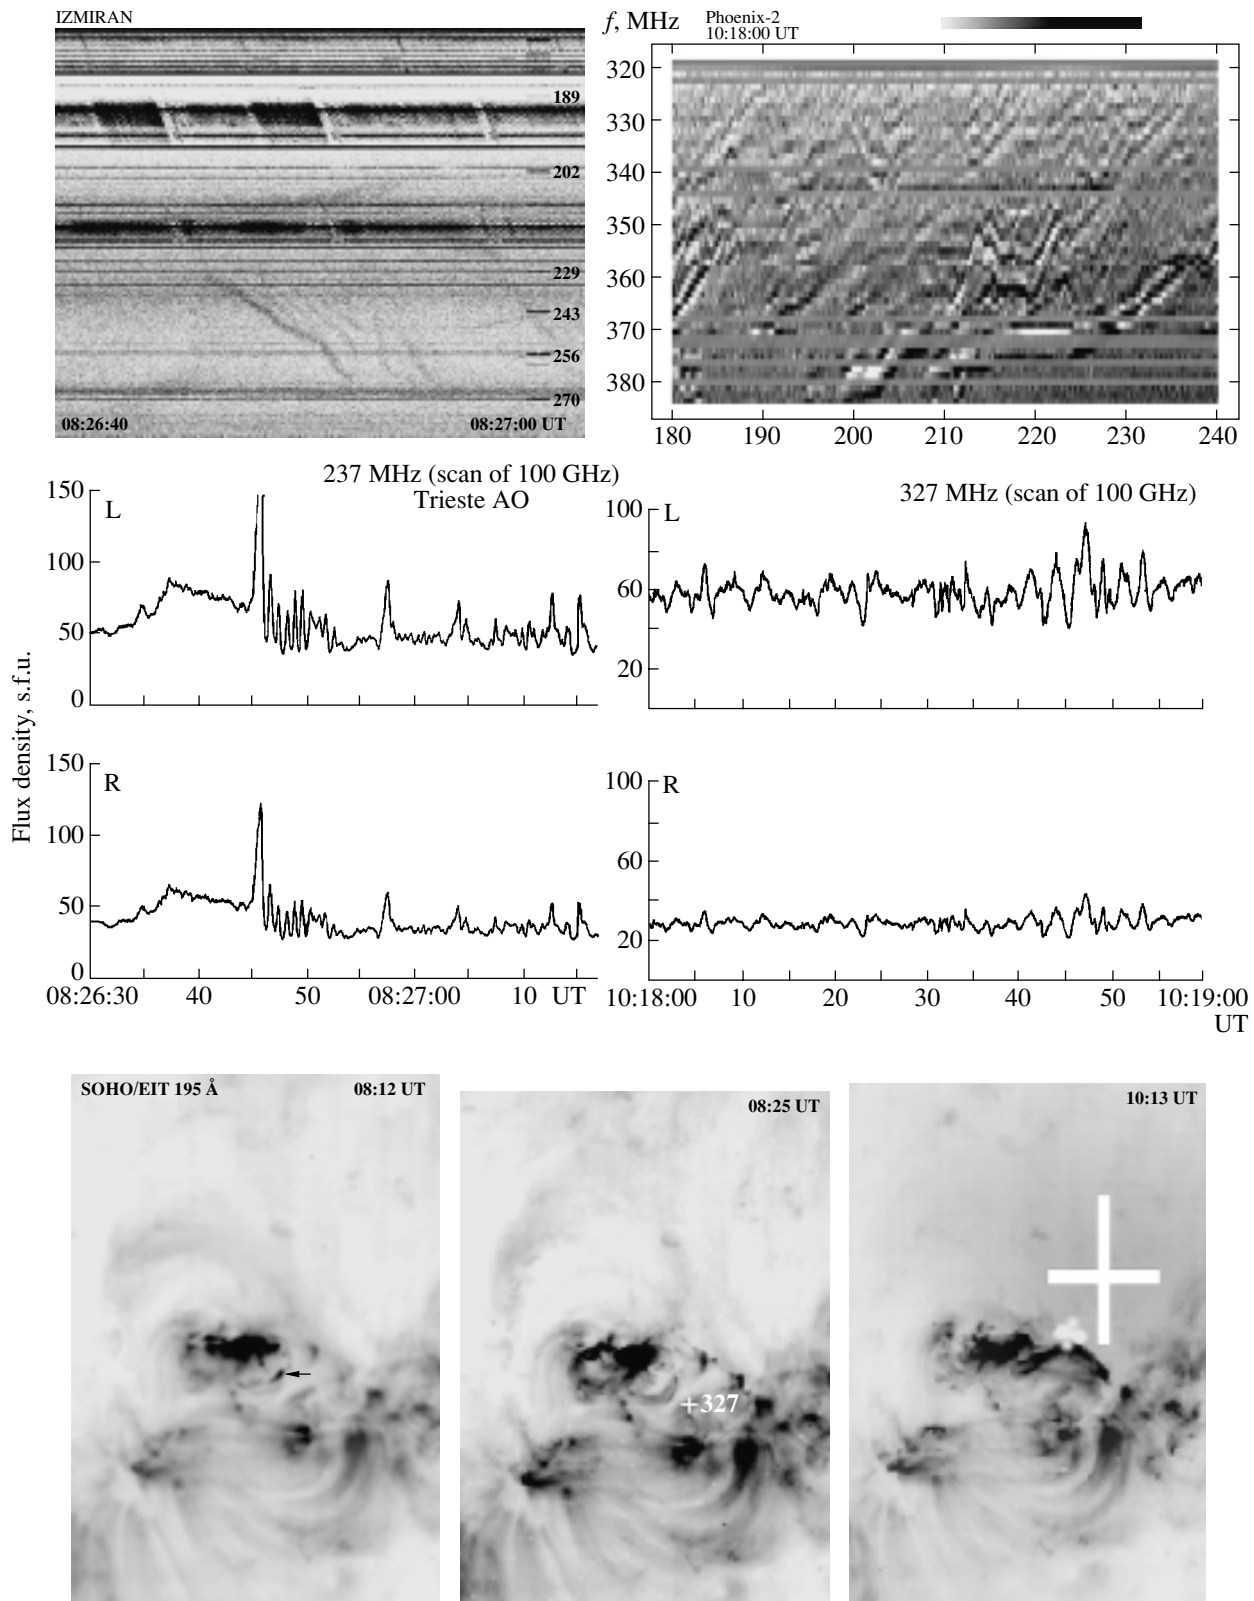 IZMIRAN
189
202
229
243
256
270
08:26:40 08:27:00 UT
f, MHz
Phoenix-2
10:18:00 UT
320
330
340
350
360
370
380
180 190 200 210 220 230 240
237 MHz (scan of 100 GHz)
Trieste AO
327 MHz (scan of 100 GHz)
Flux density, s.f.u.
150
L
100
50
0
100
L
60
20
150
R
100
50
0
08:26:30 40 50 08:27:00 10 UT
100
R
60
20
10:18:00 10 20 30 40 50 10:19:00
UT
SOHO/EIT 195 Å 08:12 UT
08:25 UT
+327
10:13 UT